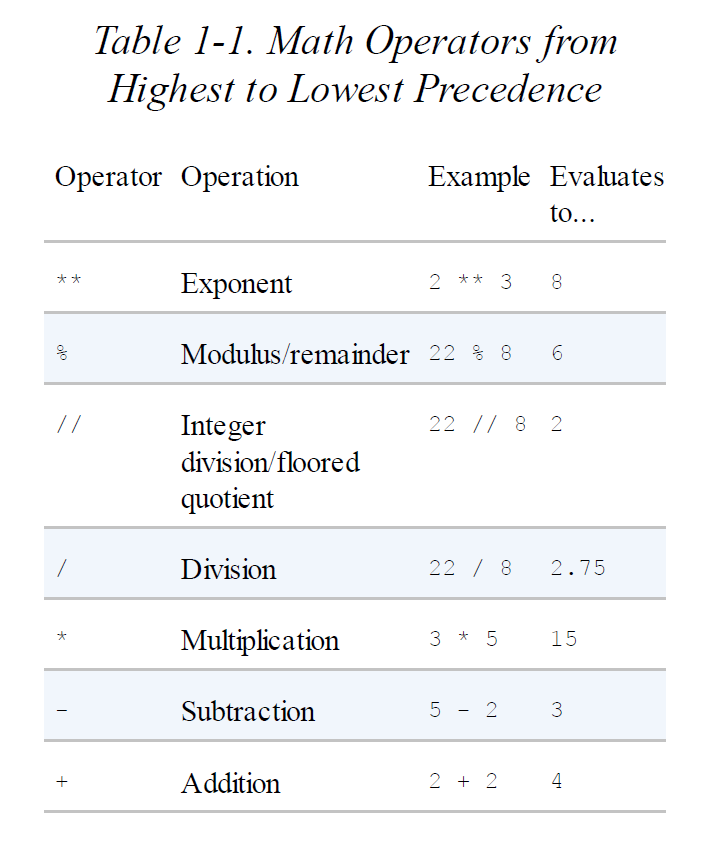 Table 1-1. Math Operators from
Highest to Lowest Precedence
Operator Operation Example Evaluates
to...
** Exponent 2 ** 3 8
% Modulus/remainder 22 % 8 6
// Integer 22 // 8 2
division/floored
quotient
/ Division 22 / 8 2.75
* Multiplication 3 * 5 15
- Subtraction 5 - 2 3
+ Addition 2 + 2 4